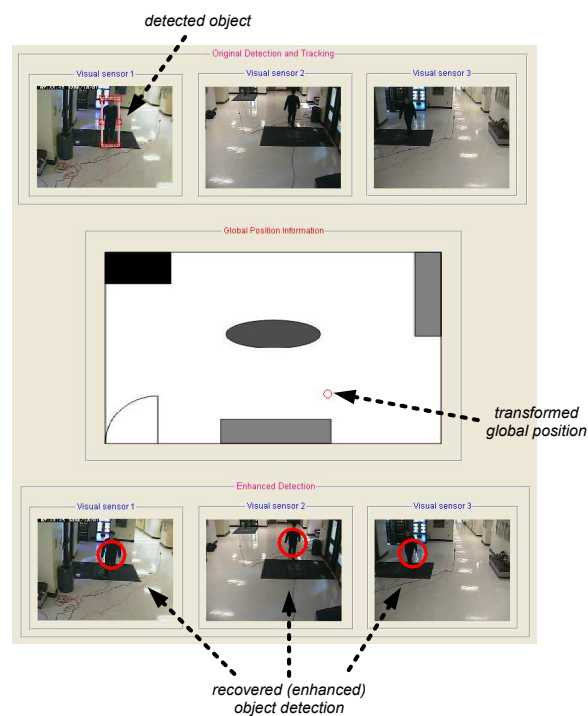 detected object
Original Detection and Tracking
Visual sensor 1
Visual sensor 2
Visual sensor 3
Global Position Information
transformed
global position
Enhanced Detection
Visual sensor 1
Visual sensor 2
Visual sensor 3
recovered (enhanced)
object detection